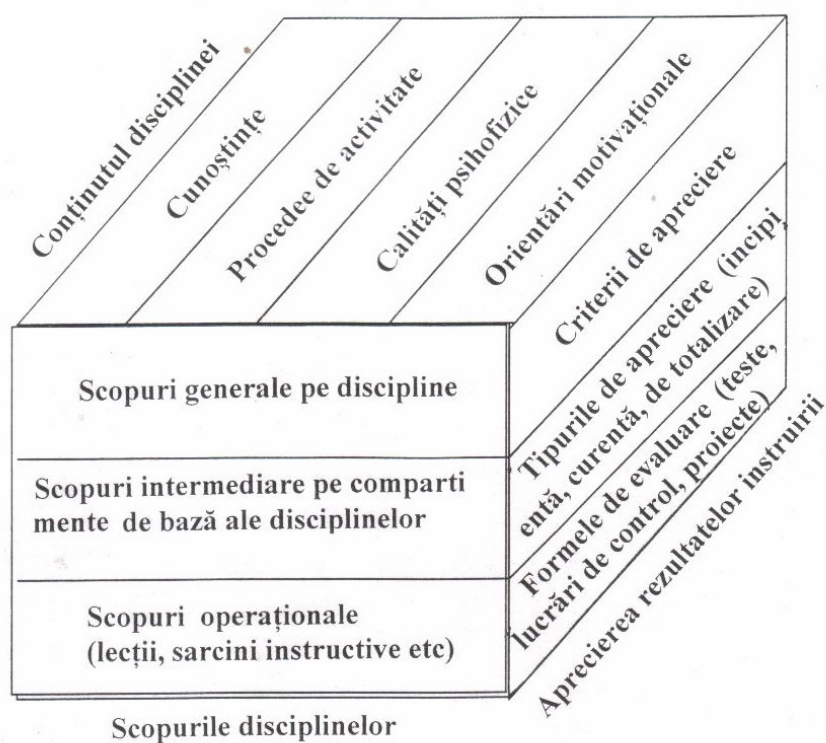 Conținutul disciplinei
Cunoștințe
Procedee de activitate
Calități psihofizice
Orientări motivaționale
Criterii de apreciere
Tipurile de apreciere (incipi,
entă, curentă, de totalizare)
Formele de evaluare (teste,
lucrări de control, proiecte)
Aprecierea rezultatelor instruirii
Scopuri generale pe discipline
Scopuri intermediare pe comparti
mente de bază ale disciplinelor
Scopuri operaționale
(lecții, sarcini instructive etc)
Scopurile disciplinelor